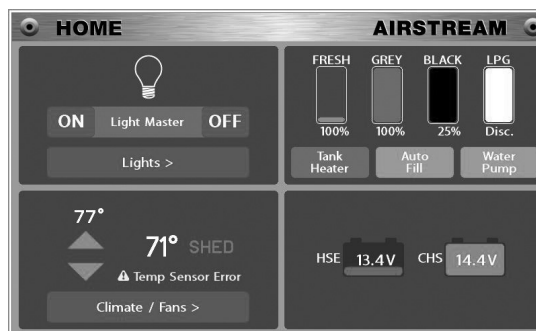 HOME AIRSTREAM
ON Light Master OFF
Lights >
FRESH GREY BLACK LPG
100% 100% 25% Disc.
Tank Heater
Auto Fill
Water Pump
77°
71° SHED
Temp Sensor Error
Climate / Fans >
HSE 13.4V CHS 14.4V